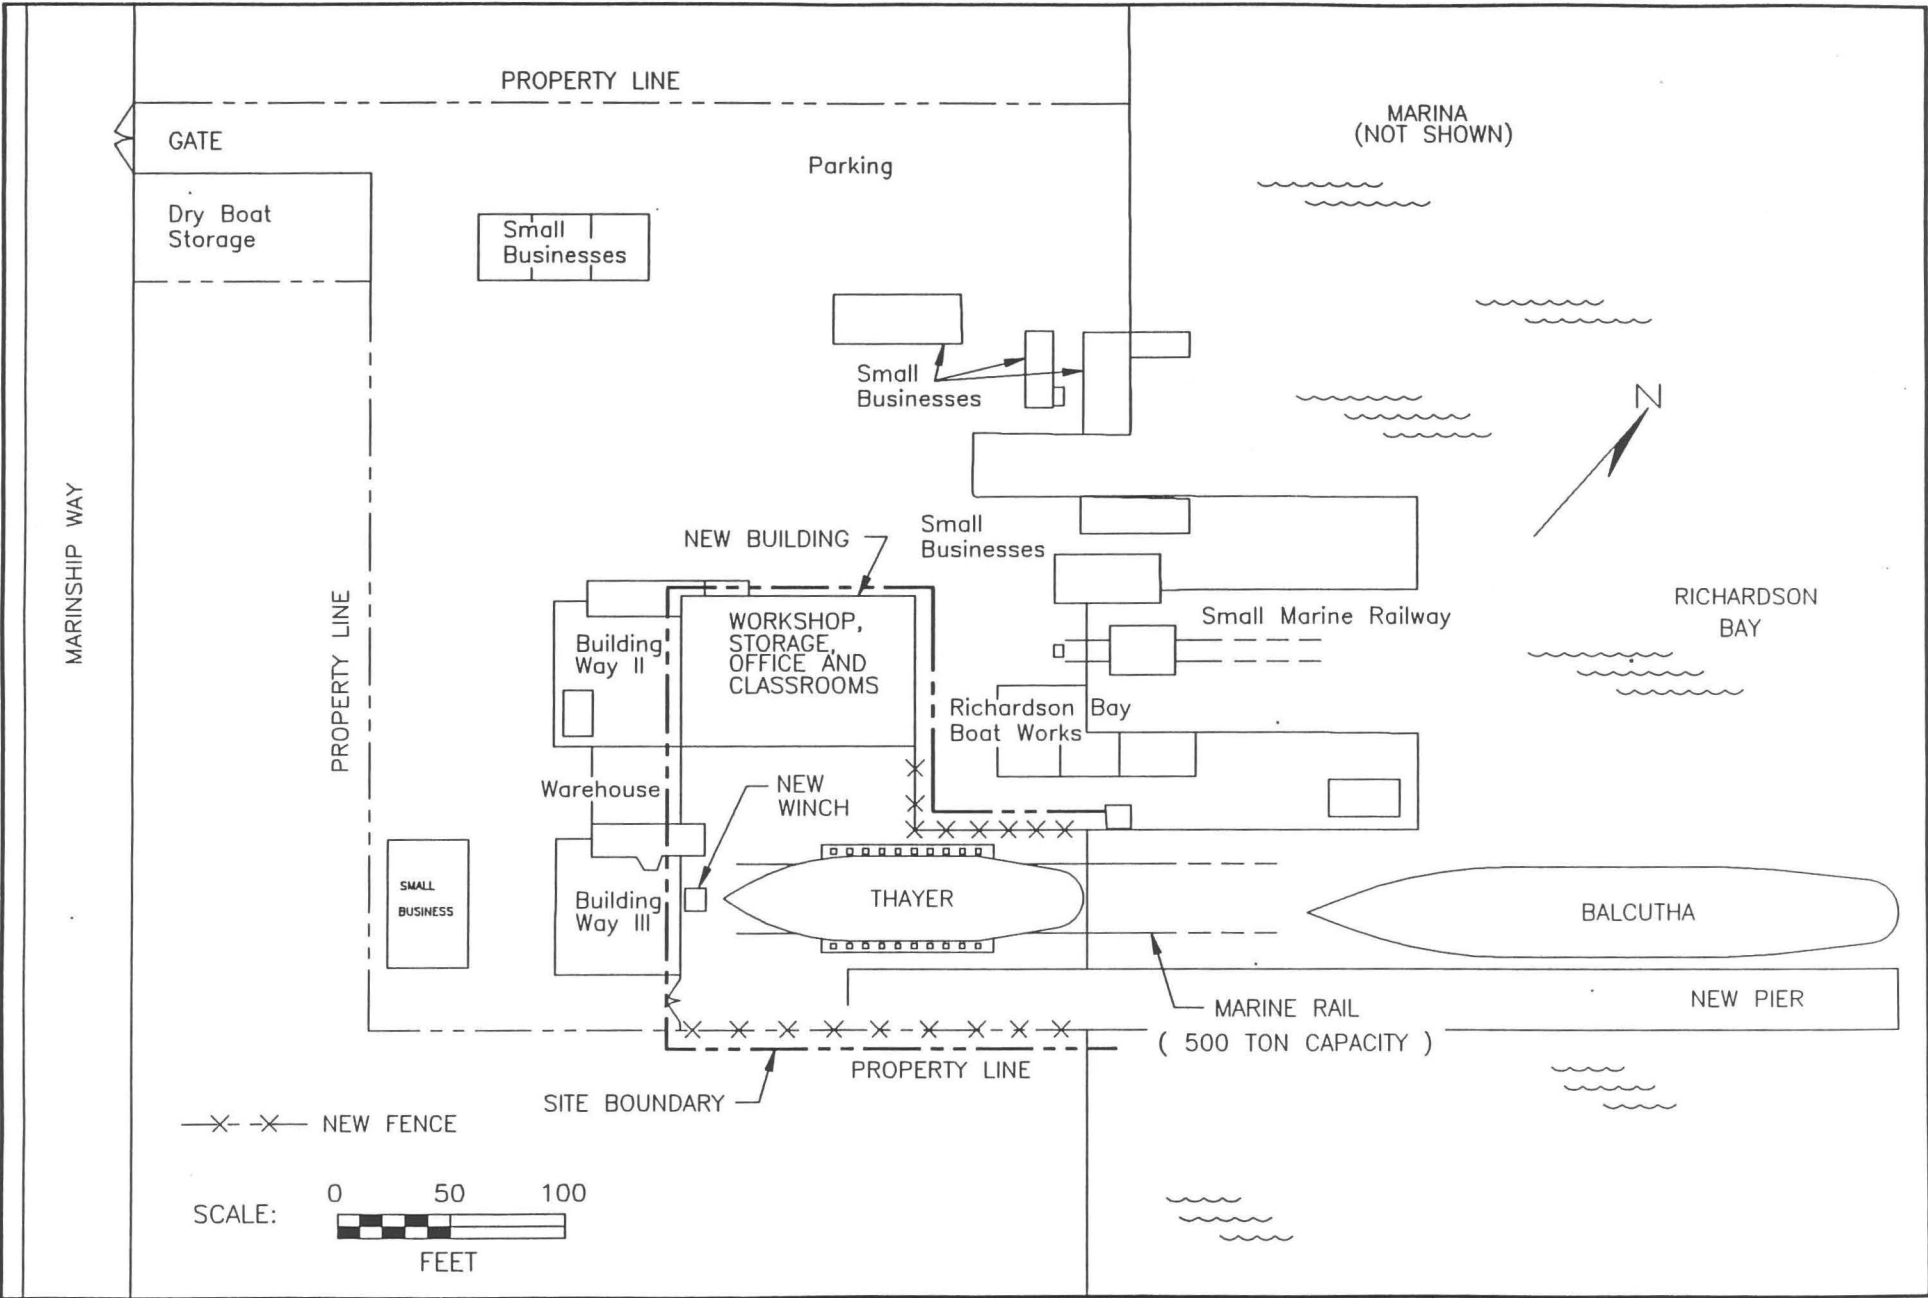 PROPERTY LINE
MARINA
(NOT SHOWN)
GATE
Parking
Dry Boat
Storage
Small
Businesses
Small
Businesses
N
MARINSHIP WAY
PROPERTY LINE
NEW BUILDING
Small
Businesses
RICHARDSON
BAY
Small Marine Railway
WORKSHOP,
STORAGE,
OFFICE AND
CLASSROOMS
Building
Way II
Richardson Bay
Boat Works
Warehouse
NEW
WINCH
SMALL
BUSINESS
Building
Way III
THAYER
BALCUTHA
NEW PIER
MARINE RAIL
( 500 TON CAPACITY )
PROPERTY LINE
SITE BOUNDARY
NEW FENCE
0 50 100
SCALE:
FEET